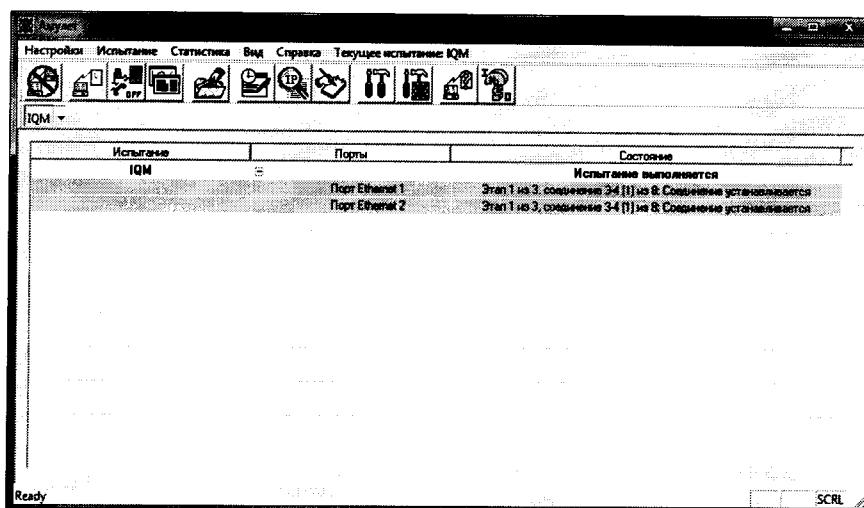 Настройки Испытание Статистика Вид Справка Текущее испытание: IQM
OFF
IP
IQM
Испытание Порты Состояние
IQM Испытание выполняется
Порт Ethernet 1 Этап 1 из 3, соединение 3-4 [1] из 8: Соединение устанавливается
Порт Ethernet 2 Этап 1 из 3, соединение 3-4 [1] из 8: Соединение устанавливается
Ready SCRL